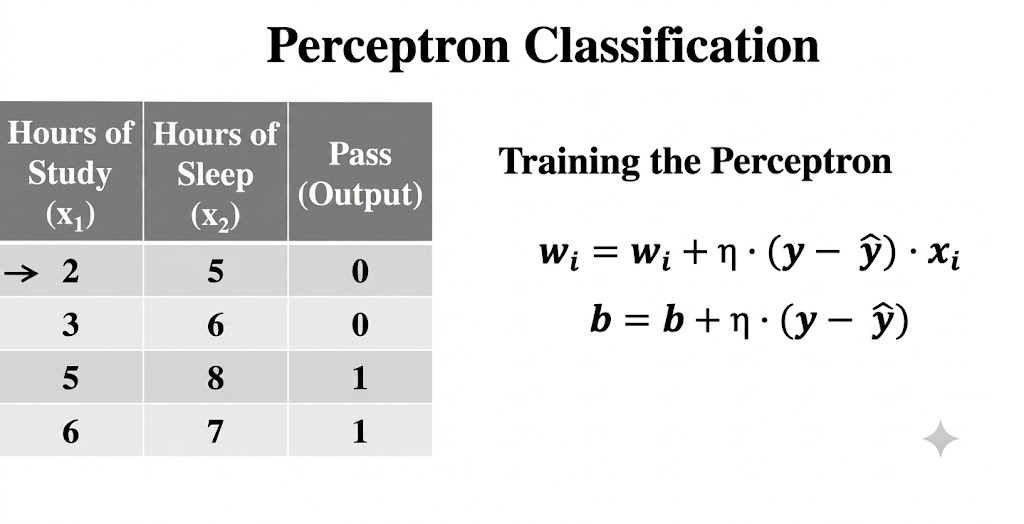 Perceptron Classification
Hours of Study (x₁) Hours of Sleep (x₂) Pass (Output)
→ 2 5 0
3 6 0
5 8 1
6 7 1
Training the Perceptron
wᵢ = wᵢ + η · (y − ŷ) · xᵢ
b = b + η · (y − ŷ)